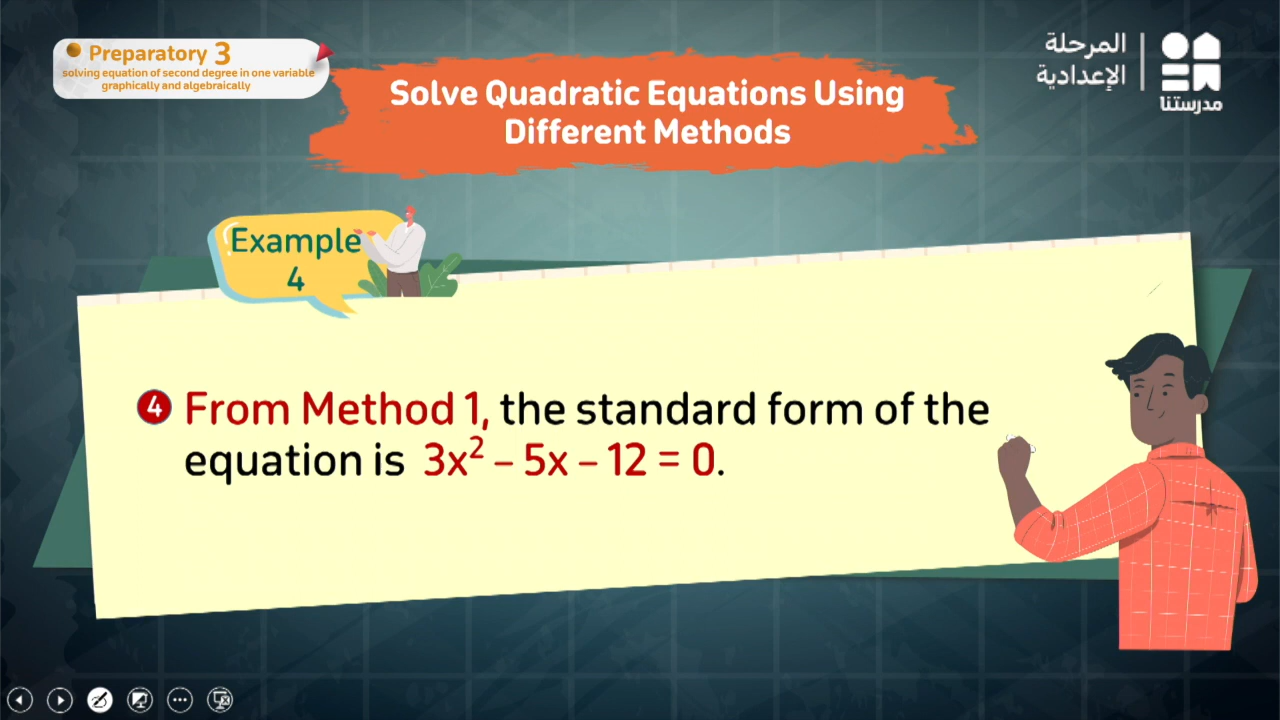 Preparatory 3
solving equation of second degree in one variable
graphically and algebraically
المرحلة
الإعدادية
مدرستنا
Solve Quadratic Equations Using
Different Methods
Example
4
4 From Method 1, the standard form of the
equation is 3x² – 5x – 12 = 0.